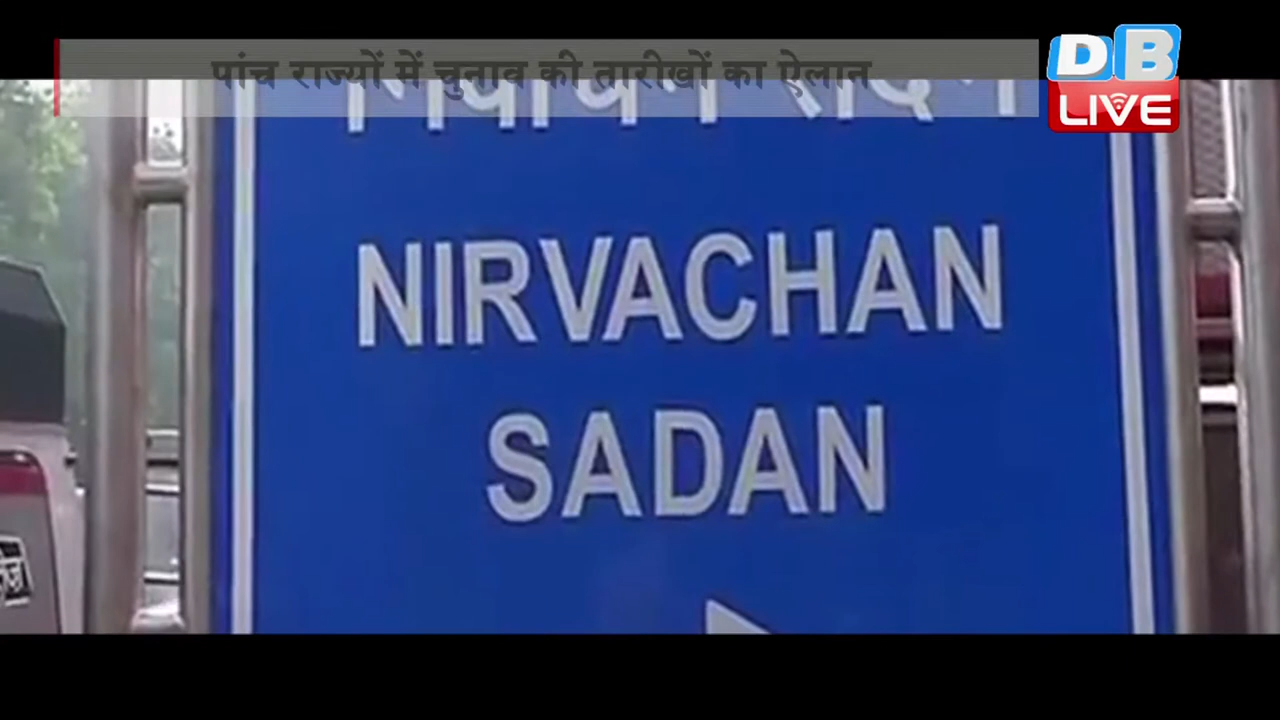 पांच राज्यों में चुनाव की तारीखों का ऐलान
DB
LIVE
NIRVACHAN
SADAN